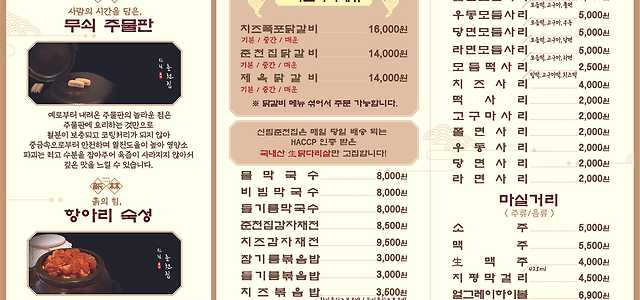 사람의 시간을 담은,
무쇠 주물판
예로부터 내려온 주물판의 놀라운 점은
주물판에 요리하는 것만으로
철분이 보충되고 코팅처리가 되지 않아
중금속으로부터 안전하며 열전도율이 높아 영양소
파괴는 적고 수분을 잡아주어 육즙이 사라지지 않아서
깊은 맛을 느낄 수 있습니다.
흙의 힘,
항아리 숙성
치즈폭포닭갈비 16,000원
기본 / 중간 / 매운
춘천집닭갈비 14,000원
기본 / 중간 / 매운
제육닭갈비 14,000원
기본 / 중간 / 매운
※ 닭갈비 메뉴 섞어서 주문 가능합니다.
신림춘천집은 매일 당일 배송 되는
HACCP 인증 받은
국내산 生닭다리살만 고집합니다!
물막국수 8,000원
비빔막국수 8,000원
들기름막국수 8,000원
춘천집감자재전 8,500원
치즈감자재전 9,500원
참기름볶음밥 3,000원
들기름볶음밥 3,000원
치즈볶음밥 3,500원
우동모듬사리 5,000원
당면모듬사리 5,000원
라면모듬사리 5,000원
모듬떡사리 2,500원
치즈사리 4,000원
떡사리 2,000원
고구마사리 2,000원
쫄면사리 2,000원
우동사리 2,000원
당면사리 2,000원
라면사리 2,000원
마실거리
( 주류/음료 )
소주 5,000원
맥주 5,500원
生맥주 4,500원
지평막걸리 4,500원
얼그레이하이볼 6,900원